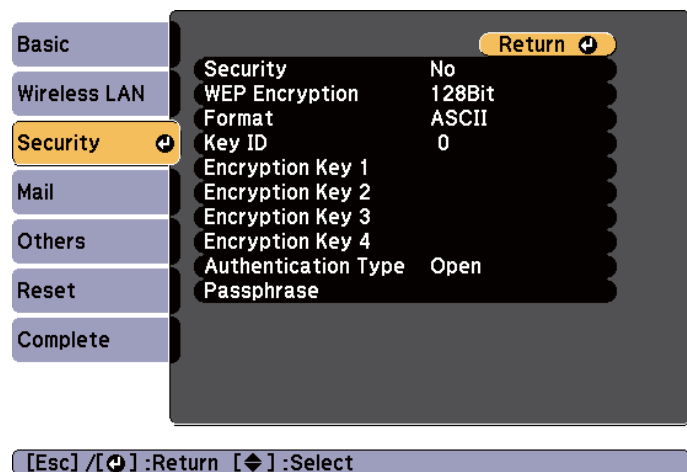 Basic
Wireless LAN
Security
Mail
Others
Reset
Complete
Return
Security No
WEP Encryption 128Bit
Format ASCII
Key ID 0
Encryption Key 1
Encryption Key 2
Encryption Key 3
Encryption Key 4
Authentication Type Open
Passphrase
[Esc] /[⏎] :Return [◆] :Select